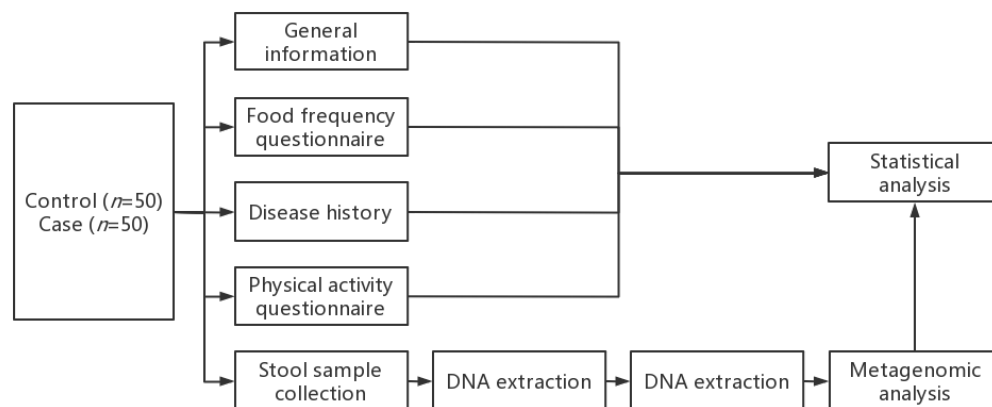 General
information
Food frequency
questionnaire
Control (n=50)
Case (n=50)
Disease history
Physical activity
questionnaire
Stool sample
collection
DNA extraction
DNA extraction
Metagenomic
analysis
Statistical
analysis